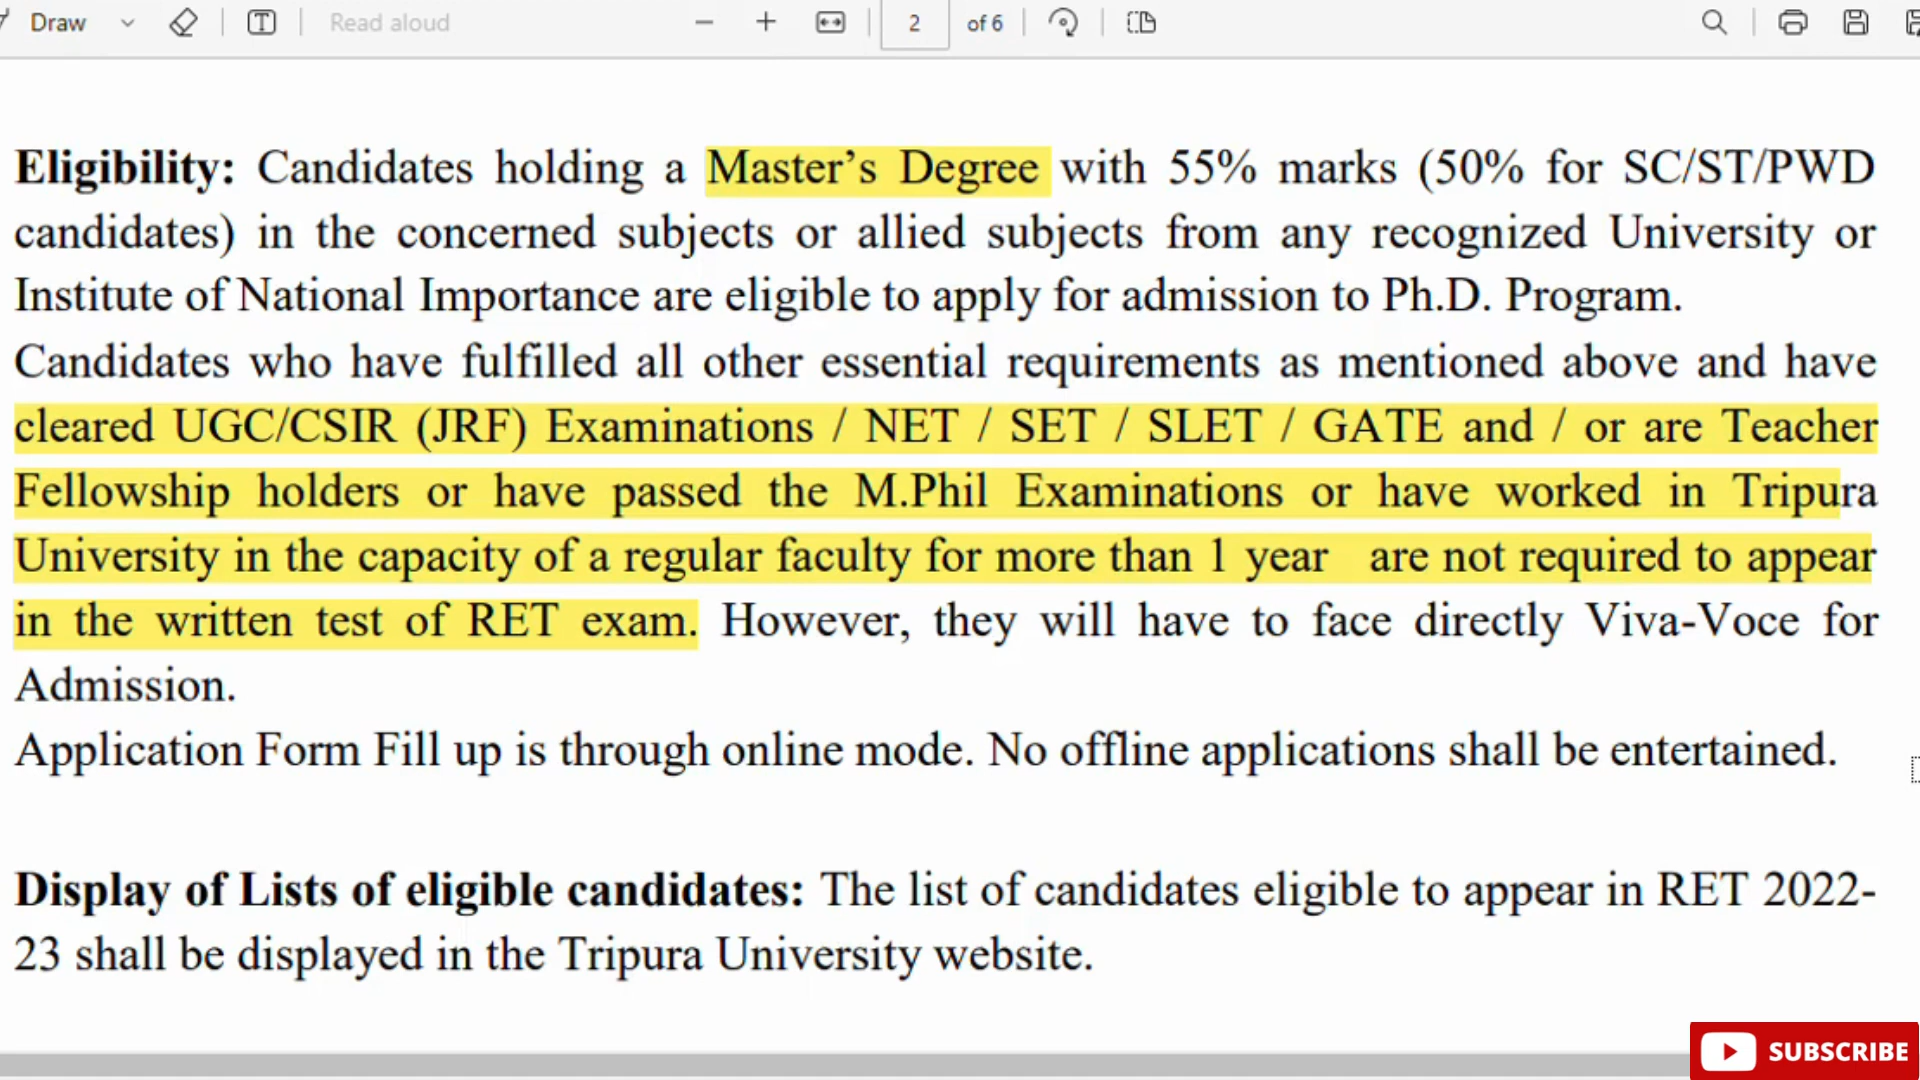 Draw Read aloud 2 of 6
Eligibility: Candidates holding a Master’s Degree with 55% marks (50% for SC/ST/PWD
candidates) in the concerned subjects or allied subjects from any recognized University or
Institute of National Importance are eligible to apply for admission to Ph.D. Program.
Candidates who have fulfilled all other essential requirements as mentioned above and have
cleared UGC/CSIR (JRF) Examinations / NET / SET / SLET / GATE and / or are Teacher
Fellowship holders or have passed the M.Phil Examinations or have worked in Tripura
University in the capacity of a regular faculty for more than 1 year are not required to appear
in the written test of RET exam. However, they will have to face directly Viva-Voce for
Admission.
Application Form Fill up is through online mode. No offline applications shall be entertained.
Display of Lists of eligible candidates: The list of candidates eligible to appear in RET 2022-
23 shall be displayed in the Tripura University website.
SUBSCRIBE